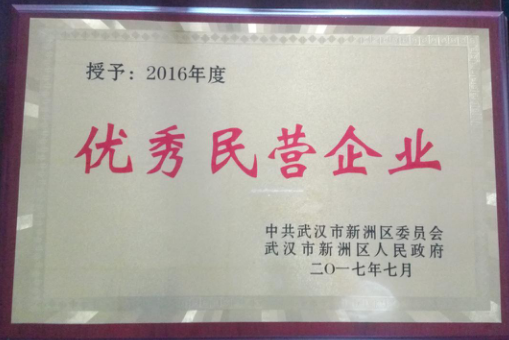 授予：2016年度
优秀民营企业
中共武汉市新洲区委员会
武汉市新洲区人民政府
二〇一七年七月